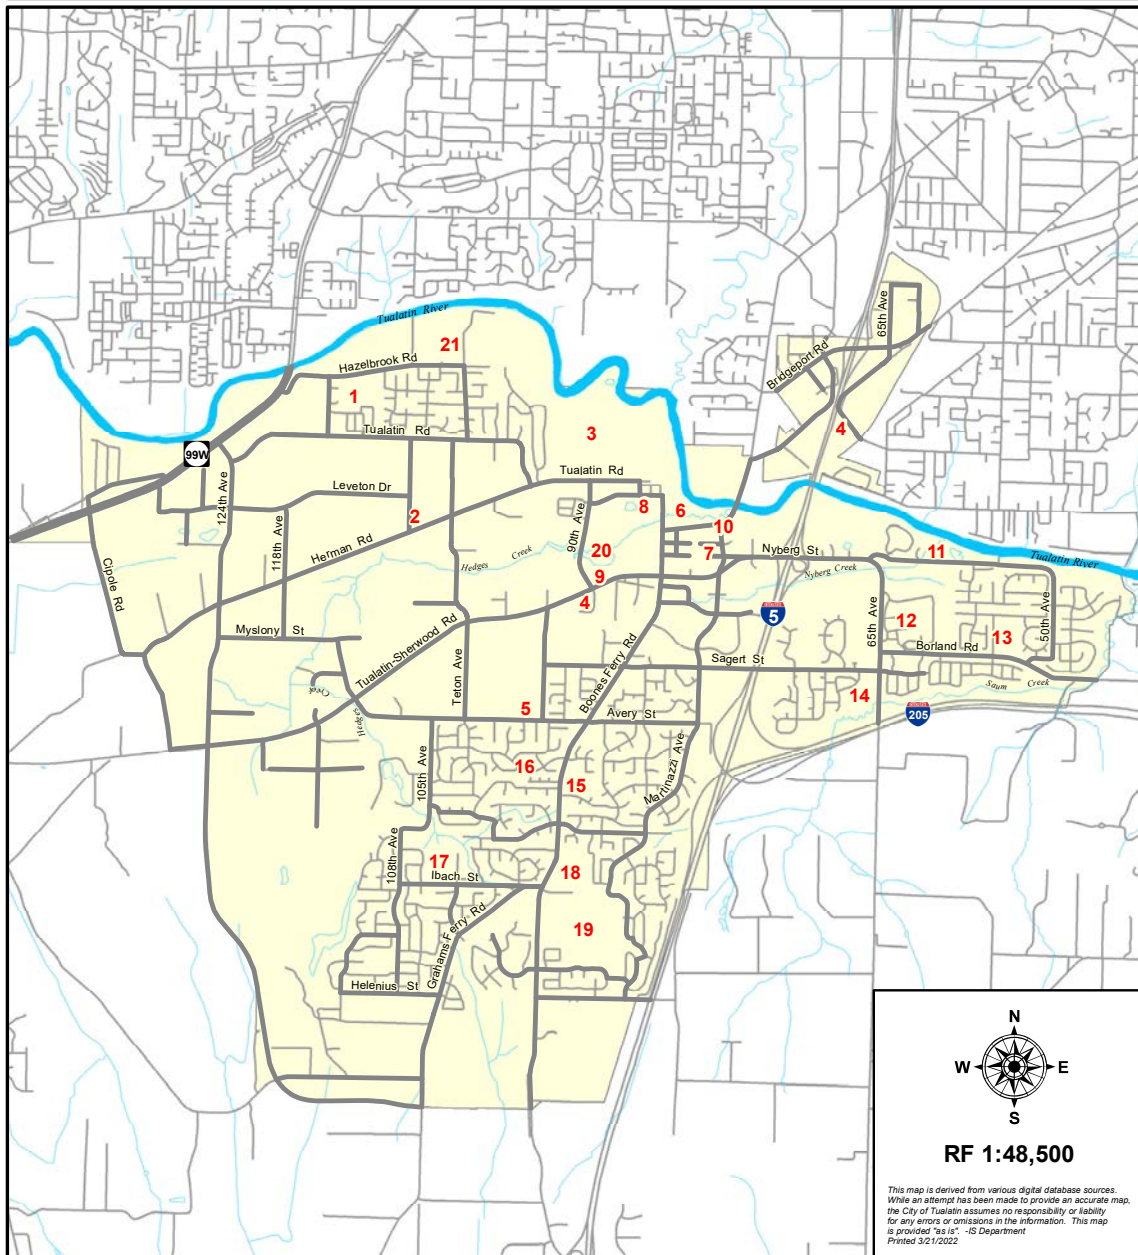 Tualatin River
65th Ave
21
Bridgeport Rd
Hazelbrook Rd
1
Tualatin Rd
3
4
99W
Tualatin Rd
Leveton Dr
124th Ave
2
8
6
10
118th Ave
Herman Rd
90th Ave
20
7
Nyberg St
11
Tualatin River
Hedges
Creek
9
Nyberg Creek
Cipole Rd
4
INTERSTATE
5
65th Ave
12
50th Ave
Myslony St
Tualatin-Sherwood Rd
13
Borland Rd
Teton Ave
Boones Ferry Rd
Sagert St
Saum Creek
Creek
14
Hedges
5
Avery St
INTERSTATE
205
105th Ave
16
15
Martinazzi Ave
108th Ave
17
Ibach St
18
Grahams Ferry Rd
19
Helenius St
N
W
E
S
RF 1:48,500
This map is derived from various digital database sources.
While an attempt has been made to provide an accurate map,
the City of Tualatin assumes no responsibility or liability
for any errors or omissions in the information. This map
is provided "as is". -IS Department
Printed 3/21/2022